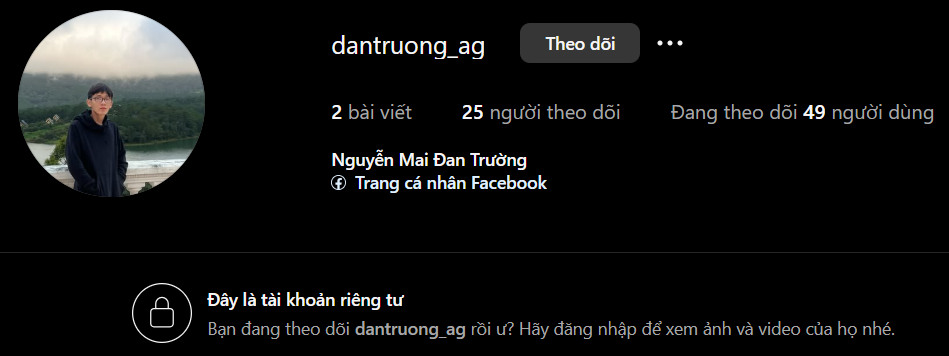 dantruong_ag Theo dõi
2 bài viết 25 người theo dõi Đang theo dõi 49 người dùng
Nguyễn Mai Đan Trường
Trang cá nhân Facebook
Đây là tài khoản riêng tư
Bạn đang theo dõi dantruong_ag rồi ư? Hãy đăng nhập để xem ảnh và video của họ nhé.